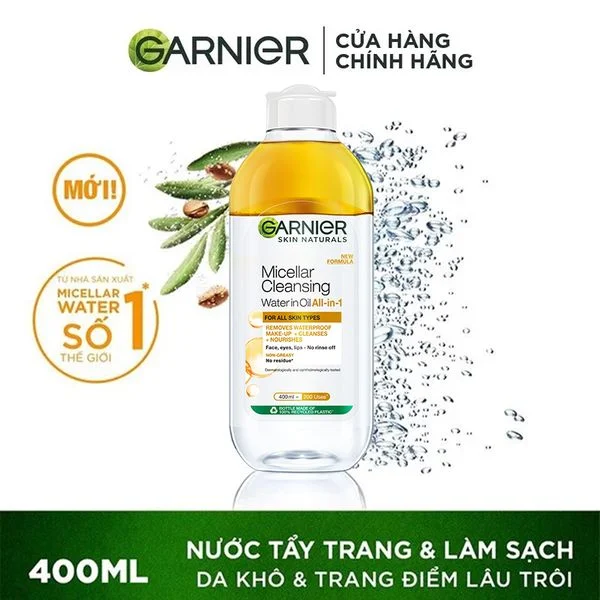 GARNIER
CỬA HÀNG
CHÍNH HÃNG
MỚI!
TỪ NHÀ SẢN XUẤT
MICELLAR
WATER
SỐ 1*
THẾ GIỚI
GARNIER
SKIN NATURALS
NEW
FORMULA
Micellar
Cleansing
Water in Oil All-in-1
FOR ALL SKIN TYPES
REMOVES WATERPROOF
MAKE-UP + CLEANSES
+ NOURISHES
Face, eyes, lips - No rinse off
NON-GREASY
No residue*
Dermatologically and ophthalmologically tested
400ml = 200 Uses*
BOTTLE MADE OF
100% RECYCLED PLASTIC*
400ML
NƯỚC TẨY TRANG & LÀM SẠCH
DA KHÔ & TRANG ĐIỂM LÂU TRÔI